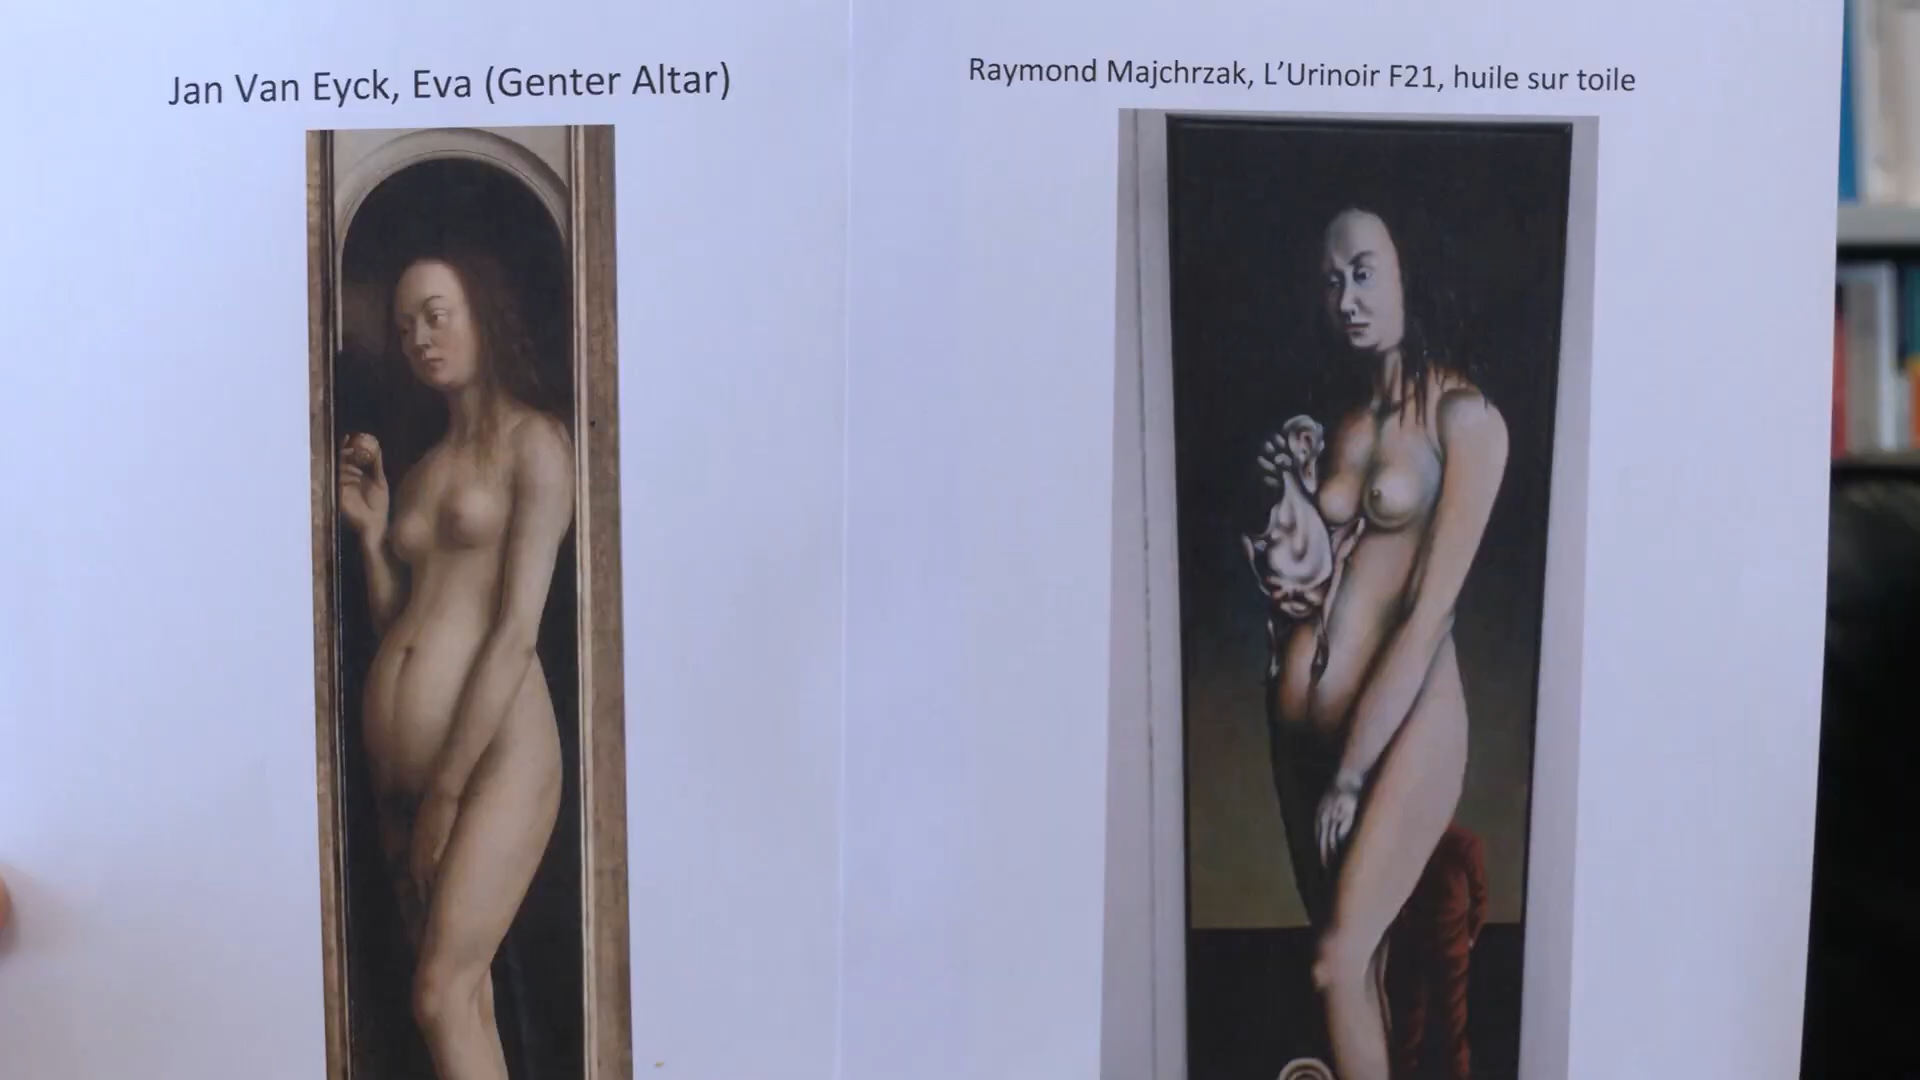 Jan Van Eyck, Eva (Genter Altar)
Raymond Majchrzak, L’Urinoir F21, huile sur toile